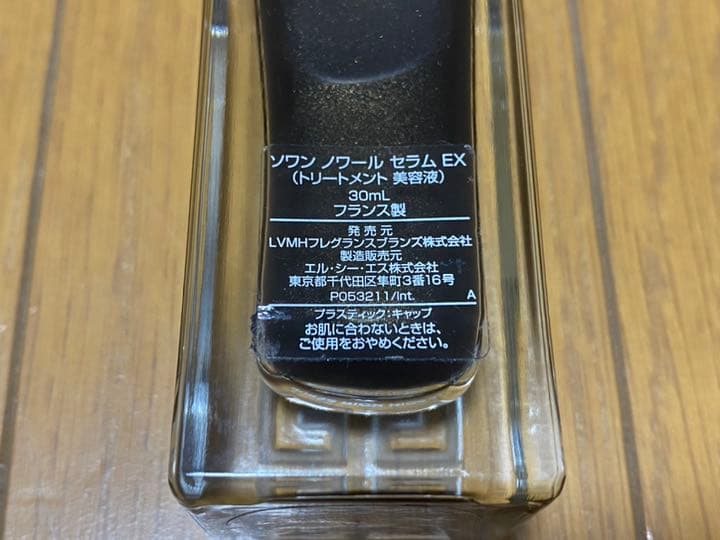 ソワン ノワール セラム EX
(トリートメント 美容液)
30mL
フランス製
発 売 元
LVMHフレグランスブランズ株式会社
製造販売元
エル・シー・エス株式会社
東京都千代田区隼町3番16号
P053211/Int. A
プラスティック:キャップ
お肌に合わないときは、
ご使用をおやめください。